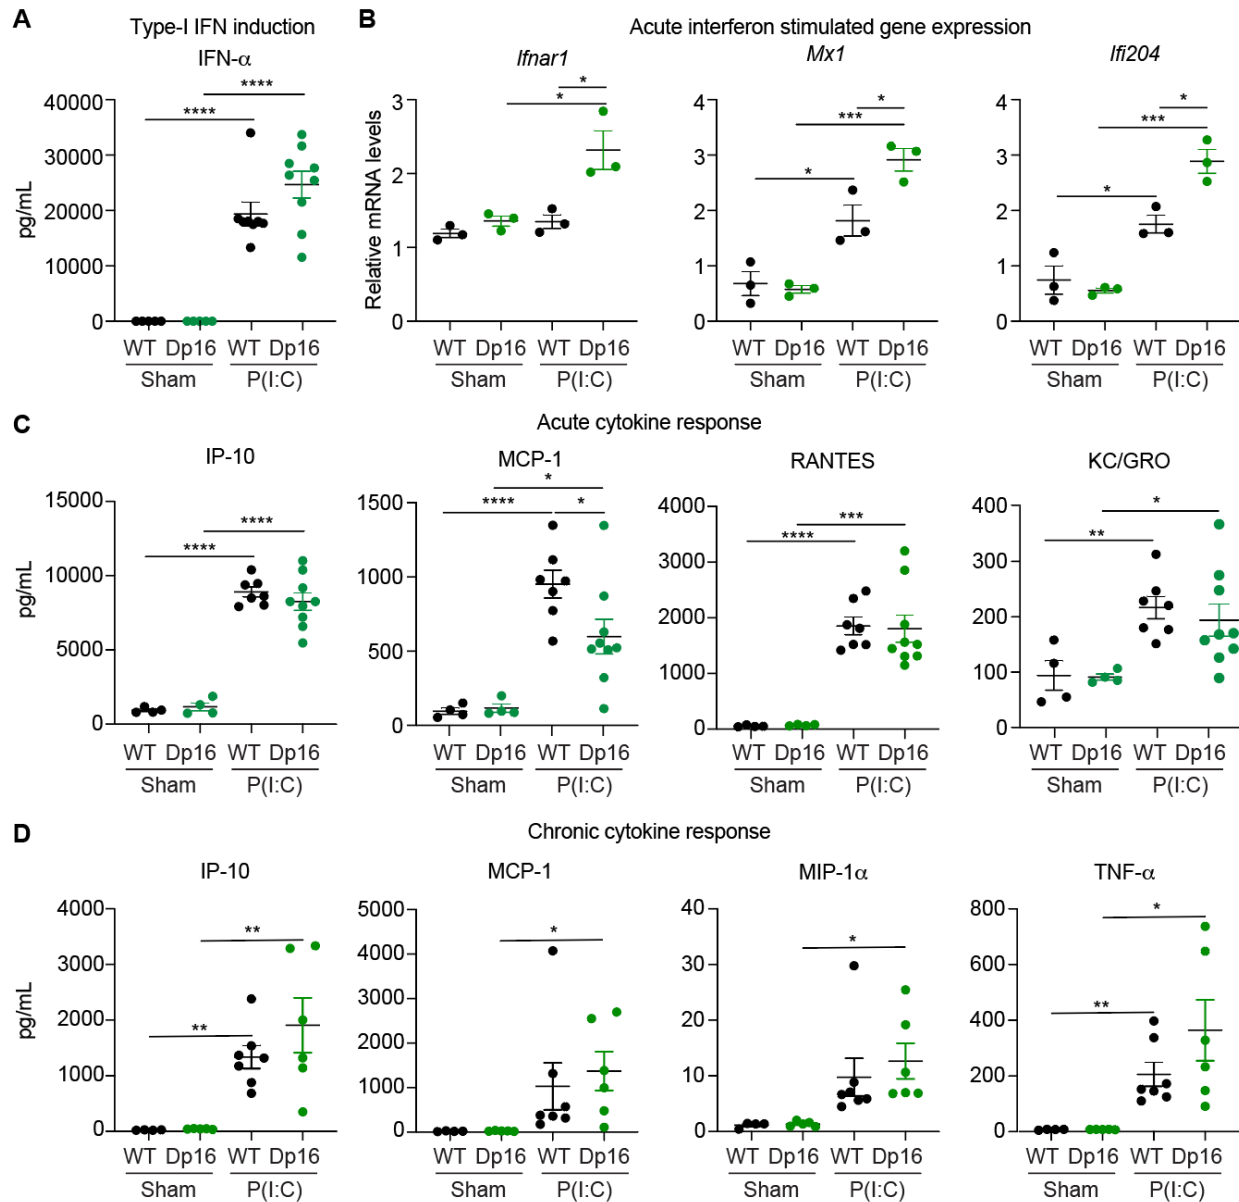 A
Type-I IFN induction
IFN-α
****
****
40000
30000
20000
10000
0
pg/mL
WT Dp16 WT Dp16
Sham P(I:C)
B
Acute interferon stimulated gene expression
Ifnar1
*
*
3
2
1
0
Relative mRNA levels
WT Dp16 WT Dp16
Sham P(I:C)
Mx1
*
***
*
4
3
2
1
0
WT Dp16 WT Dp16
Sham P(I:C)
Ifi204
*
***
*
4
3
2
1
0
WT Dp16 WT Dp16
Sham P(I:C)
C
Acute cytokine response
IP-10
****
****
15000
10000
5000
0
pg/mL
WT Dp16 WT Dp16
Sham P(I:C)
MCP-1
*
**** *
1500
1000
500
0
WT Dp16 WT Dp16
Sham P(I:C)
RANTES
***
****
4000
3000
2000
1000
0
WT Dp16 WT Dp16
Sham P(I:C)
KC/GRO
*
**
400
300
200
100
0
WT Dp16 WT Dp16
Sham P(I:C)
D
Chronic cytokine response
IP-10
**
**
4000
3000
2000
1000
0
pg/mL
WT Dp16 WT Dp16
Sham P(I:C)
MCP-1
*
5000
4000
3000
2000
1000
0
WT Dp16 WT Dp16
Sham P(I:C)
MIP-1α
*
40
30
20
10
0
WT Dp16 WT Dp16
Sham P(I:C)
TNF-α
*
**
800
600
400
200
0
WT Dp16 WT Dp16
Sham P(I:C)